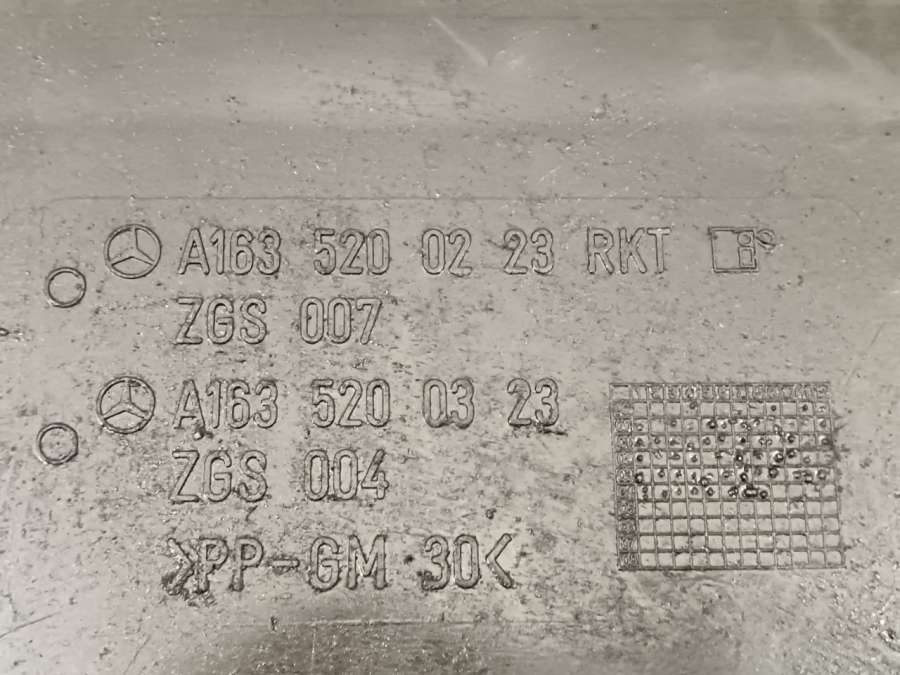 A163 520 02 23 RKT
ZGS 007
A163 520 03 23
ZGS 004
>PP-GM 30<